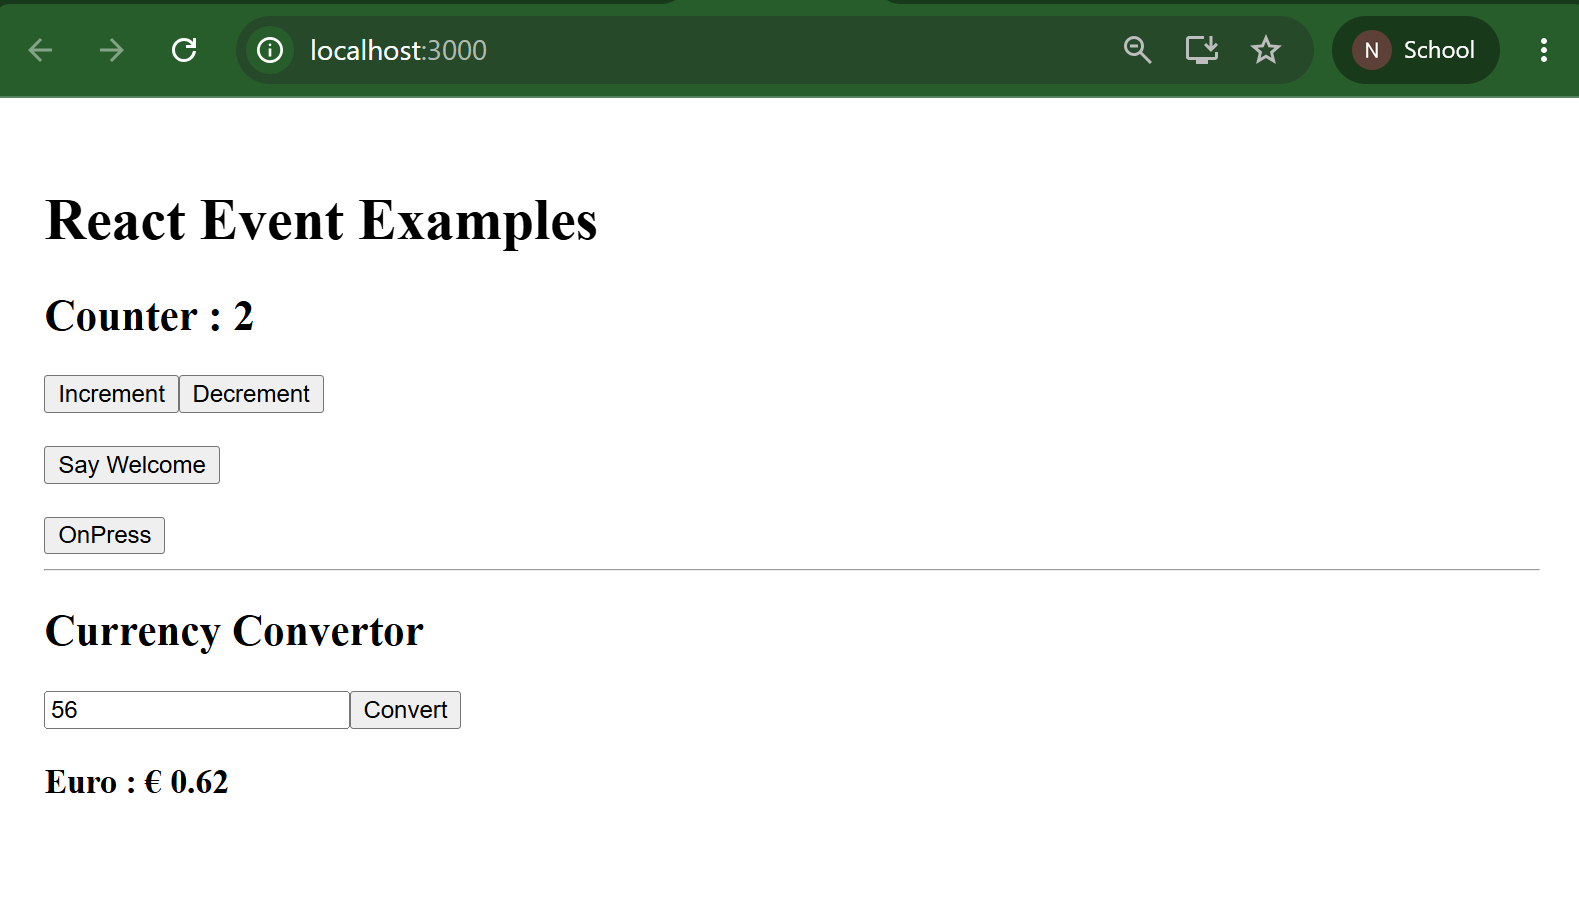 localhost:3000
N School
React Event Examples
Counter : 2
Increment Decrement
Say Welcome
OnPress
Currency Convertor
56 Convert
Euro : € 0.62